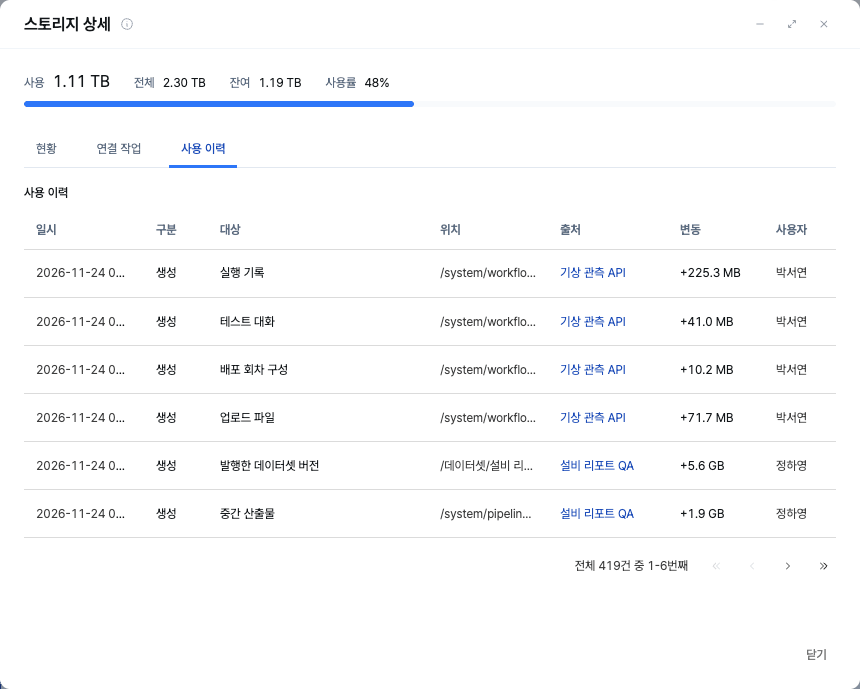 스토리지 상세
사용 1.11 TB 전체 2.30 TB 잔여 1.19 TB 사용률 48%
현황 연결 작업 사용 이력
사용 이력
일시 구분 대상 위치 출처 변동 사용자
2026-11-24 0... 생성 실행 기록 /system/workflo... 기상 관측 API +225.3 MB 박서연
2026-11-24 0... 생성 테스트 대화 /system/workflo... 기상 관측 API +41.0 MB 박서연
2026-11-24 0... 생성 배포 회차 구성 /system/workflo... 기상 관측 API +10.2 MB 박서연
2026-11-24 0... 생성 업로드 파일 /system/workflo... 기상 관측 API +71.7 MB 박서연
2026-11-24 0... 생성 발행한 데이터셋 버전 /데이터셋/설비 리... 설비 리포트 QA +5.6 GB 정하영
2026-11-24 0... 생성 중간 산출물 /system/pipelin... 설비 리포트 QA +1.9 GB 정하영
전체 419건 중 1-6번째
닫기